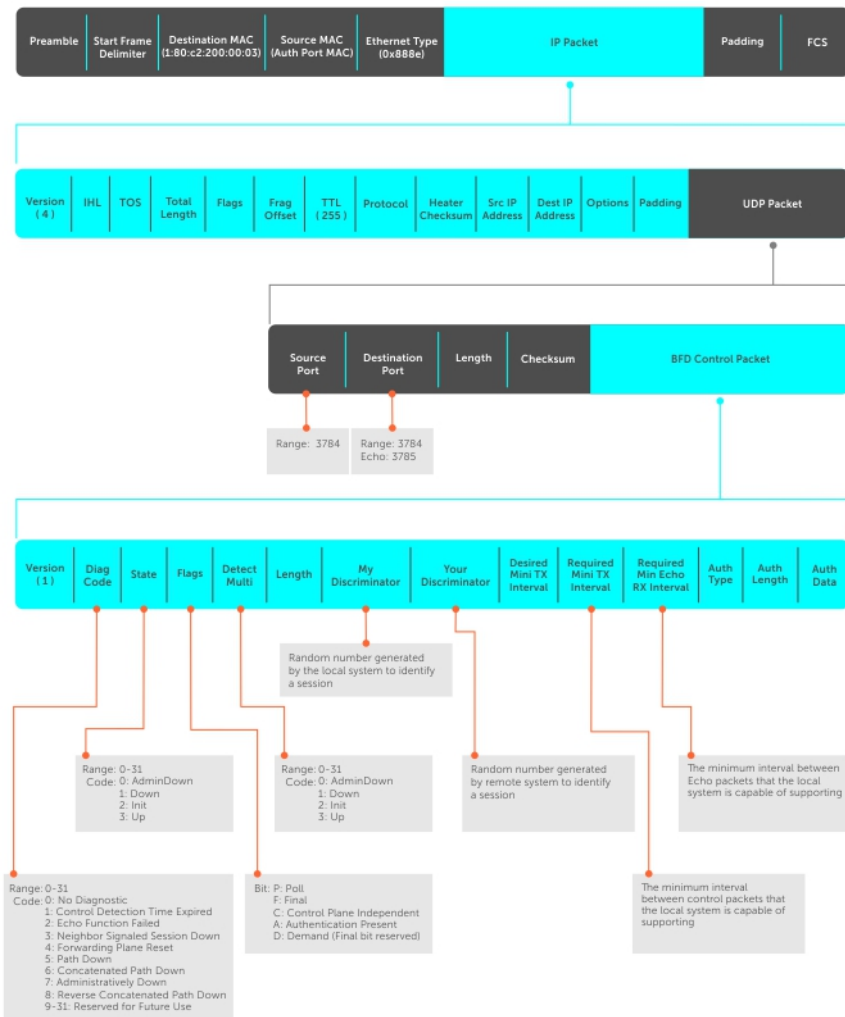 Preamble
Start Frame
Delimiter
Destination MAC
(1:80:c2:200:00:03)
Source MAC
(Auth Port MAC)
Ethernet Type
(0x888e)
IP Packet
Padding
FCS
Version
( 4 )
IHL
TOS
Total
Length
Flags
Frag
Offset
TTL
( 255 )
Protocol
Heater
Checksum
Src IP
Address
Dest IP
Address
Options
Padding
UDP Packet
Source
Port
Destination
Port
Length
Checksum
BFD Control Packet
Range: 3784
Range: 3784
Echo: 3785
Version
( 1 )
Diag
Code
State
Flags
Detect
Multi
Length
My
Discriminator
Your
Discriminator
Desired
Mini TX
Interval
Required
Mini TX
Interval
Required
Min Echo
RX Interval
Auth
Type
Auth
Length
Auth
Data
Random number generated
by the local system to identify
a session
Range: 0-31
Code: 0: AdminDown
1: Down
2: Init
3: Up
Range: 0-31
Code: 0: AdminDown
1: Down
2: Init
3: Up
Random number generated
by remote system to identify
a session
The minimum interval between
Echo packets that the local
system is capable of supporting
Range: 0-31
Code: 0: No Diagnostic
1: Control Detection Time Expired
2: Echo Function Failed
3: Neighbor Signaled Session Down
4: Forwarding Plane Reset
5: Path Down
6: Concatenated Path Down
7: Administratively Down
8: Reverse Concatenated Path Down
9-31: Reserved for Future Use
Bit: P: Poll
F: Final
C: Control Plane Independent
A: Authentication Present
D: Demand (Final bit reserved)
The minimum interval
between control packets that
the local system is capable of
supporting